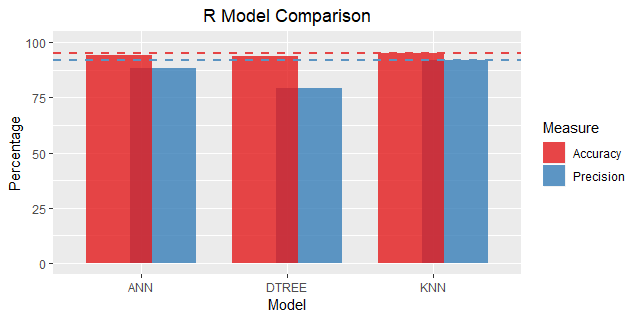 R Model Comparison
100
75
50
25
0
Percentage
ANN
DTREE
KNN
Model
Measure
Accuracy
Precision